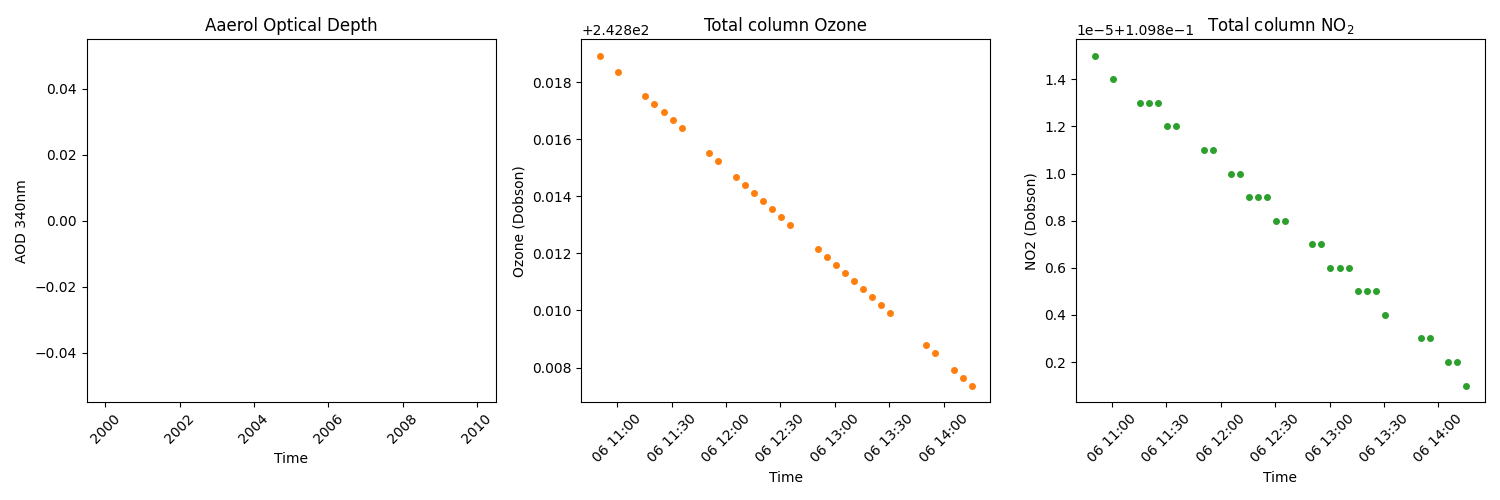 Aaerol Optical Depth
AOD 340nm
0.04
0.02
0.00
−0.02
−0.04
2000 2002 2004 2006 2008 2010
Time
Total column Ozone
+2.428e2
Ozone (Dobson)
0.018
0.016
0.014
0.012
0.010
0.008
06 11:00 06 11:30 06 12:00 06 12:30 06 13:00 06 13:30 06 14:00
Time
Total column NO₂
1e−5+1.098e−1
NO2 (Dobson)
1.4
1.2
1.0
0.8
0.6
0.4
0.2
06 11:00 06 11:30 06 12:00 06 12:30 06 13:00 06 13:30 06 14:00
Time